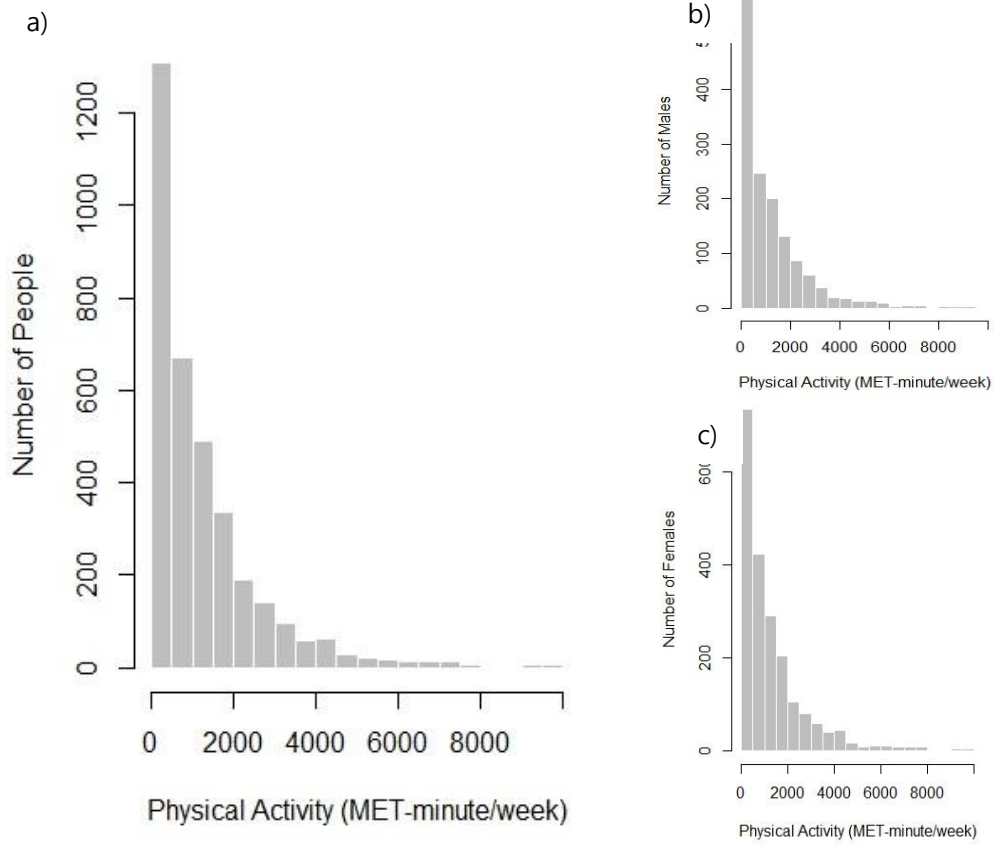 a)
Number of People
1200
1000
800
600
400
200
0
0 2000 4000 6000 8000
Physical Activity (MET-minute/week)
b)
Number of Males
400
300
200
100
0
0 2000 4000 6000 8000
Physical Activity (MET-minute/week)
c)
Number of Females
400
200
0
0 2000 4000 6000 8000
Physical Activity (MET-minute/week)